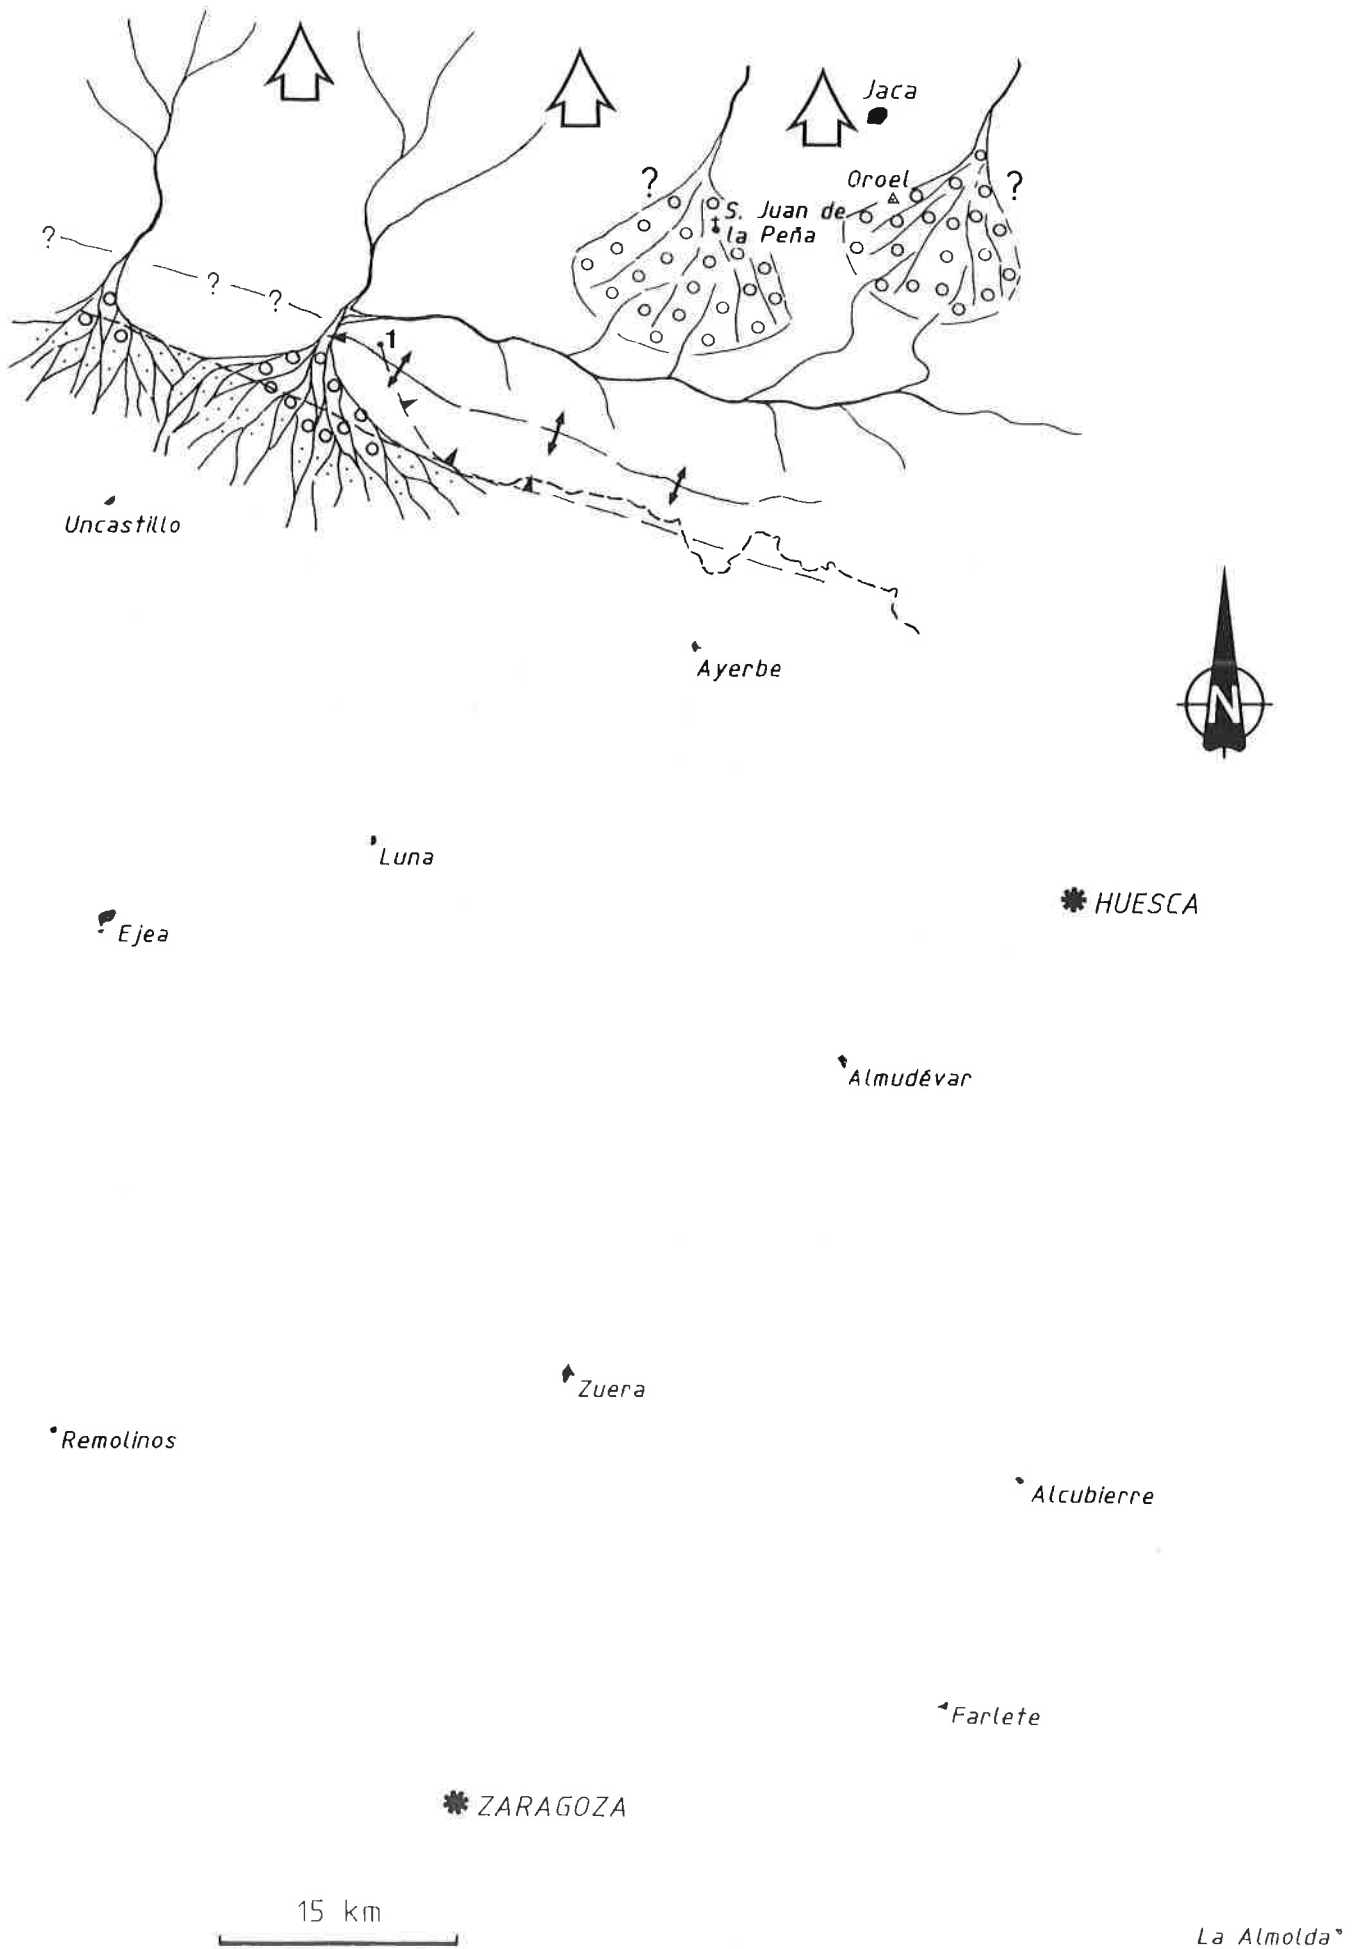 Jaca
?
Oroel
?
S. Juan de
la Peña
?
?
?
1
Uncastillo
Ayerbe
N
Luna
HUESCA
Ejea
Almudévar
Zuera
Remolinos
Alcubierre
Farlete
ZARAGOZA
15 km
La Almolda